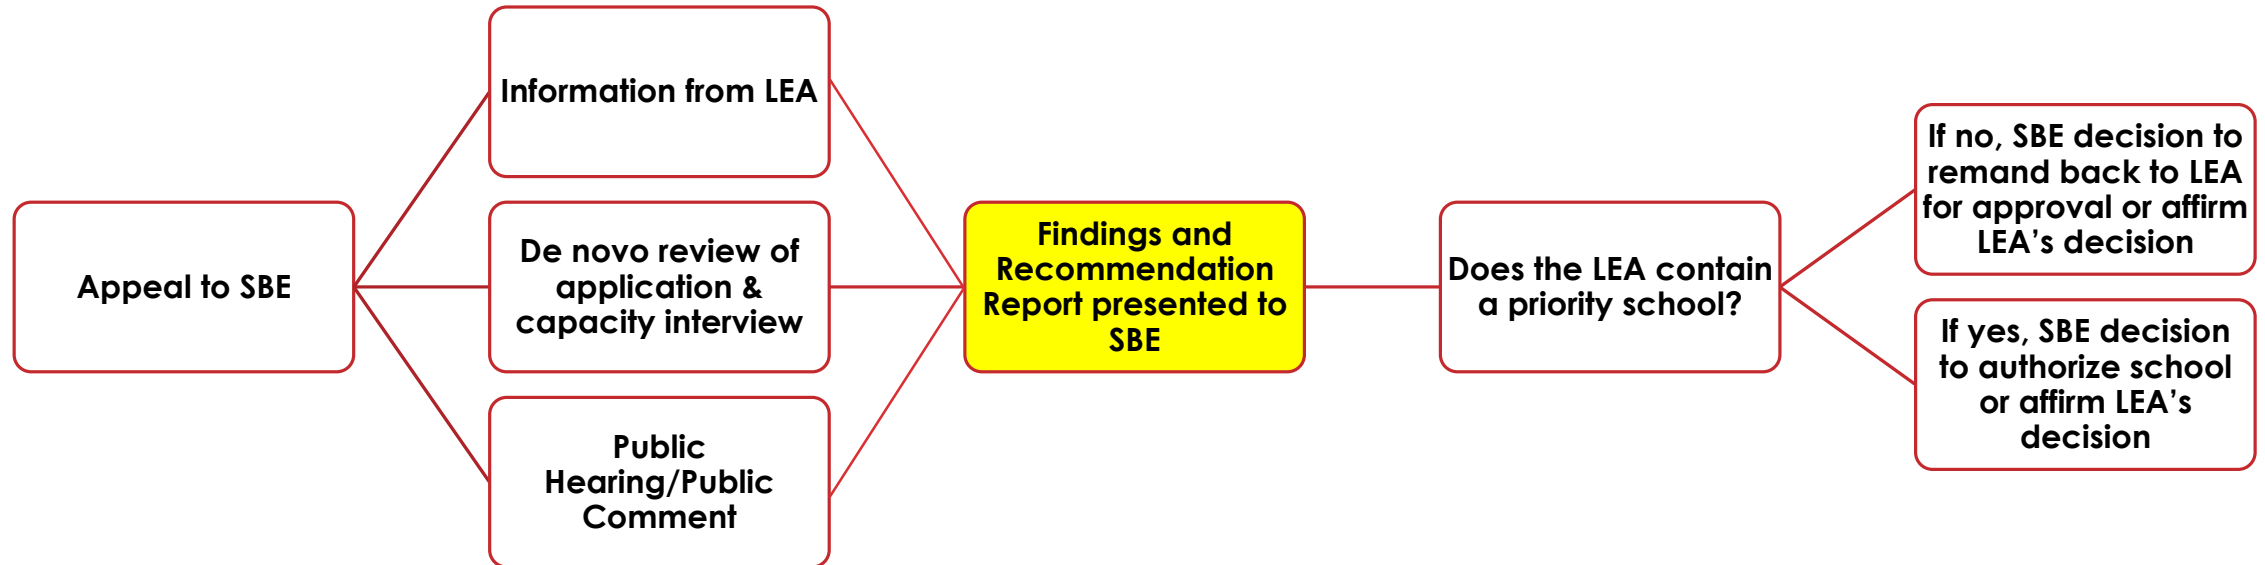 Appeal to SBE
Information from LEA
De novo review of
application &
capacity interview
Public
Hearing/Public
Comment
Findings and
Recommendation
Report presented to
SBE
Does the LEA contain
a priority school?
If no, SBE decision to
remand back to LEA
for approval or affirm
LEA’s decision
If yes, SBE decision
to authorize school
or affirm LEA’s
decision